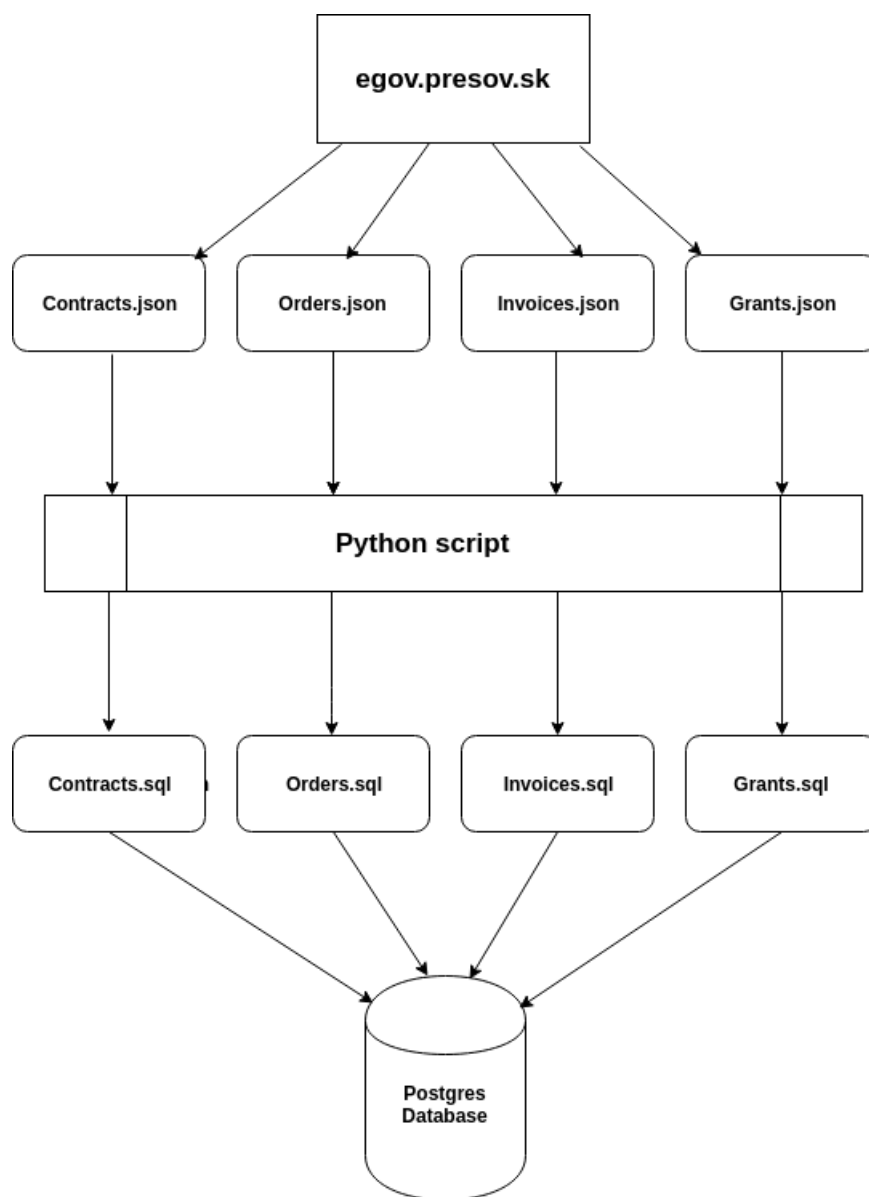 egov.presov.sk
Contracts.json
Orders.json
Invoices.json
Grants.json
Python script
Contracts.sql
Orders.sql
Invoices.sql
Grants.sql
Postgres
Database